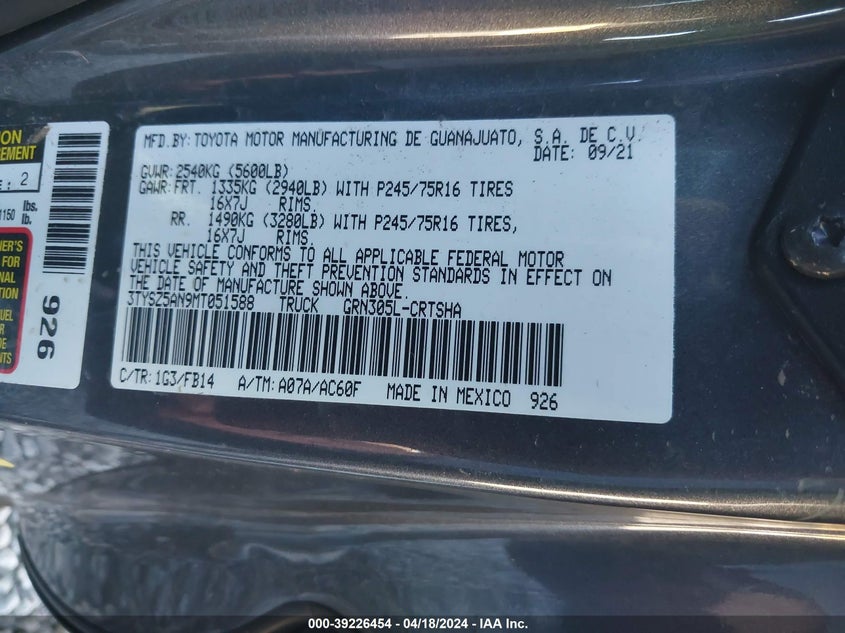 MFD.BY: TOYOTA MOTOR MANUFACTURING DE GUANAJUATO, S.A. DE C.V.
DATE: 09/21
GVWR: 2540KG (5600LB)
GAWR: FRT. 1335KG (2940LB) WITH P245/75R16 TIRES
16X7J RIMS,
RR. 1490KG (3280LB) WITH P245/75R16 TIRES,
16X7J RIMS,
THIS VEHICLE CONFORMS TO ALL APPLICABLE FEDERAL MOTOR
VEHICLE SAFETY AND THEFT PREVENTION STANDARDS IN EFFECT ON
THE DATE OF MANUFACTURE SHOWN ABOVE.
3TYSZ5AN9MT051588 TRUCK GRN305L-CRTSHA
C/TR: 1G3/FB14 A/TM: A07A/AC60F MADE IN MEXICO 926
: 2
1150 lbs.
lb.
926
000-39226454 - 04/18/2024 - IAA Inc.